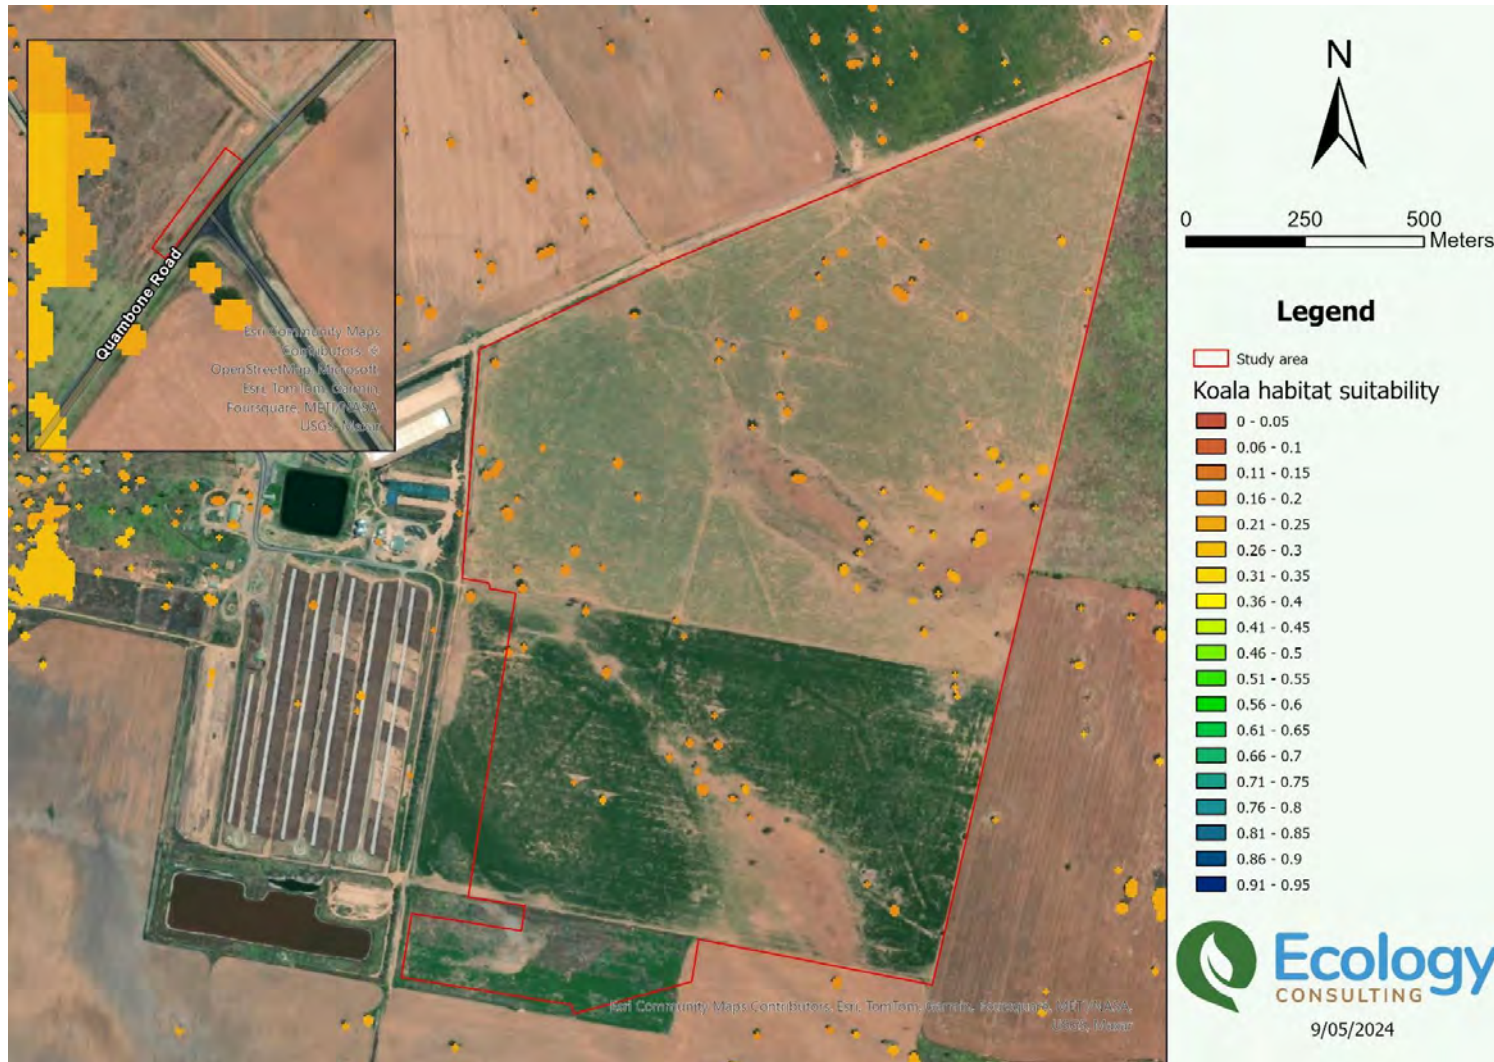 Quambone Road
Esri Community Maps
Contributors, ©
OpenStreetMap, Microsoft,
Esri, TomTom, Garmin,
Foursquare, METI/NASA,
USGS, Maxar
Esri Community Maps Contributors, Esri, TomTom, Garmin, Foursquare, METI/NASA,
USGS, Maxar
N
0 250 500
Meters
Legend
Study area
Koala habitat suitability
0 - 0.05
0.06 - 0.1
0.11 - 0.15
0.16 - 0.2
0.21 - 0.25
0.26 - 0.3
0.31 - 0.35
0.36 - 0.4
0.41 - 0.45
0.46 - 0.5
0.51 - 0.55
0.56 - 0.6
0.61 - 0.65
0.66 - 0.7
0.71 - 0.75
0.76 - 0.8
0.81 - 0.85
0.86 - 0.9
0.91 - 0.95
Ecology
CONSULTING
9/05/2024